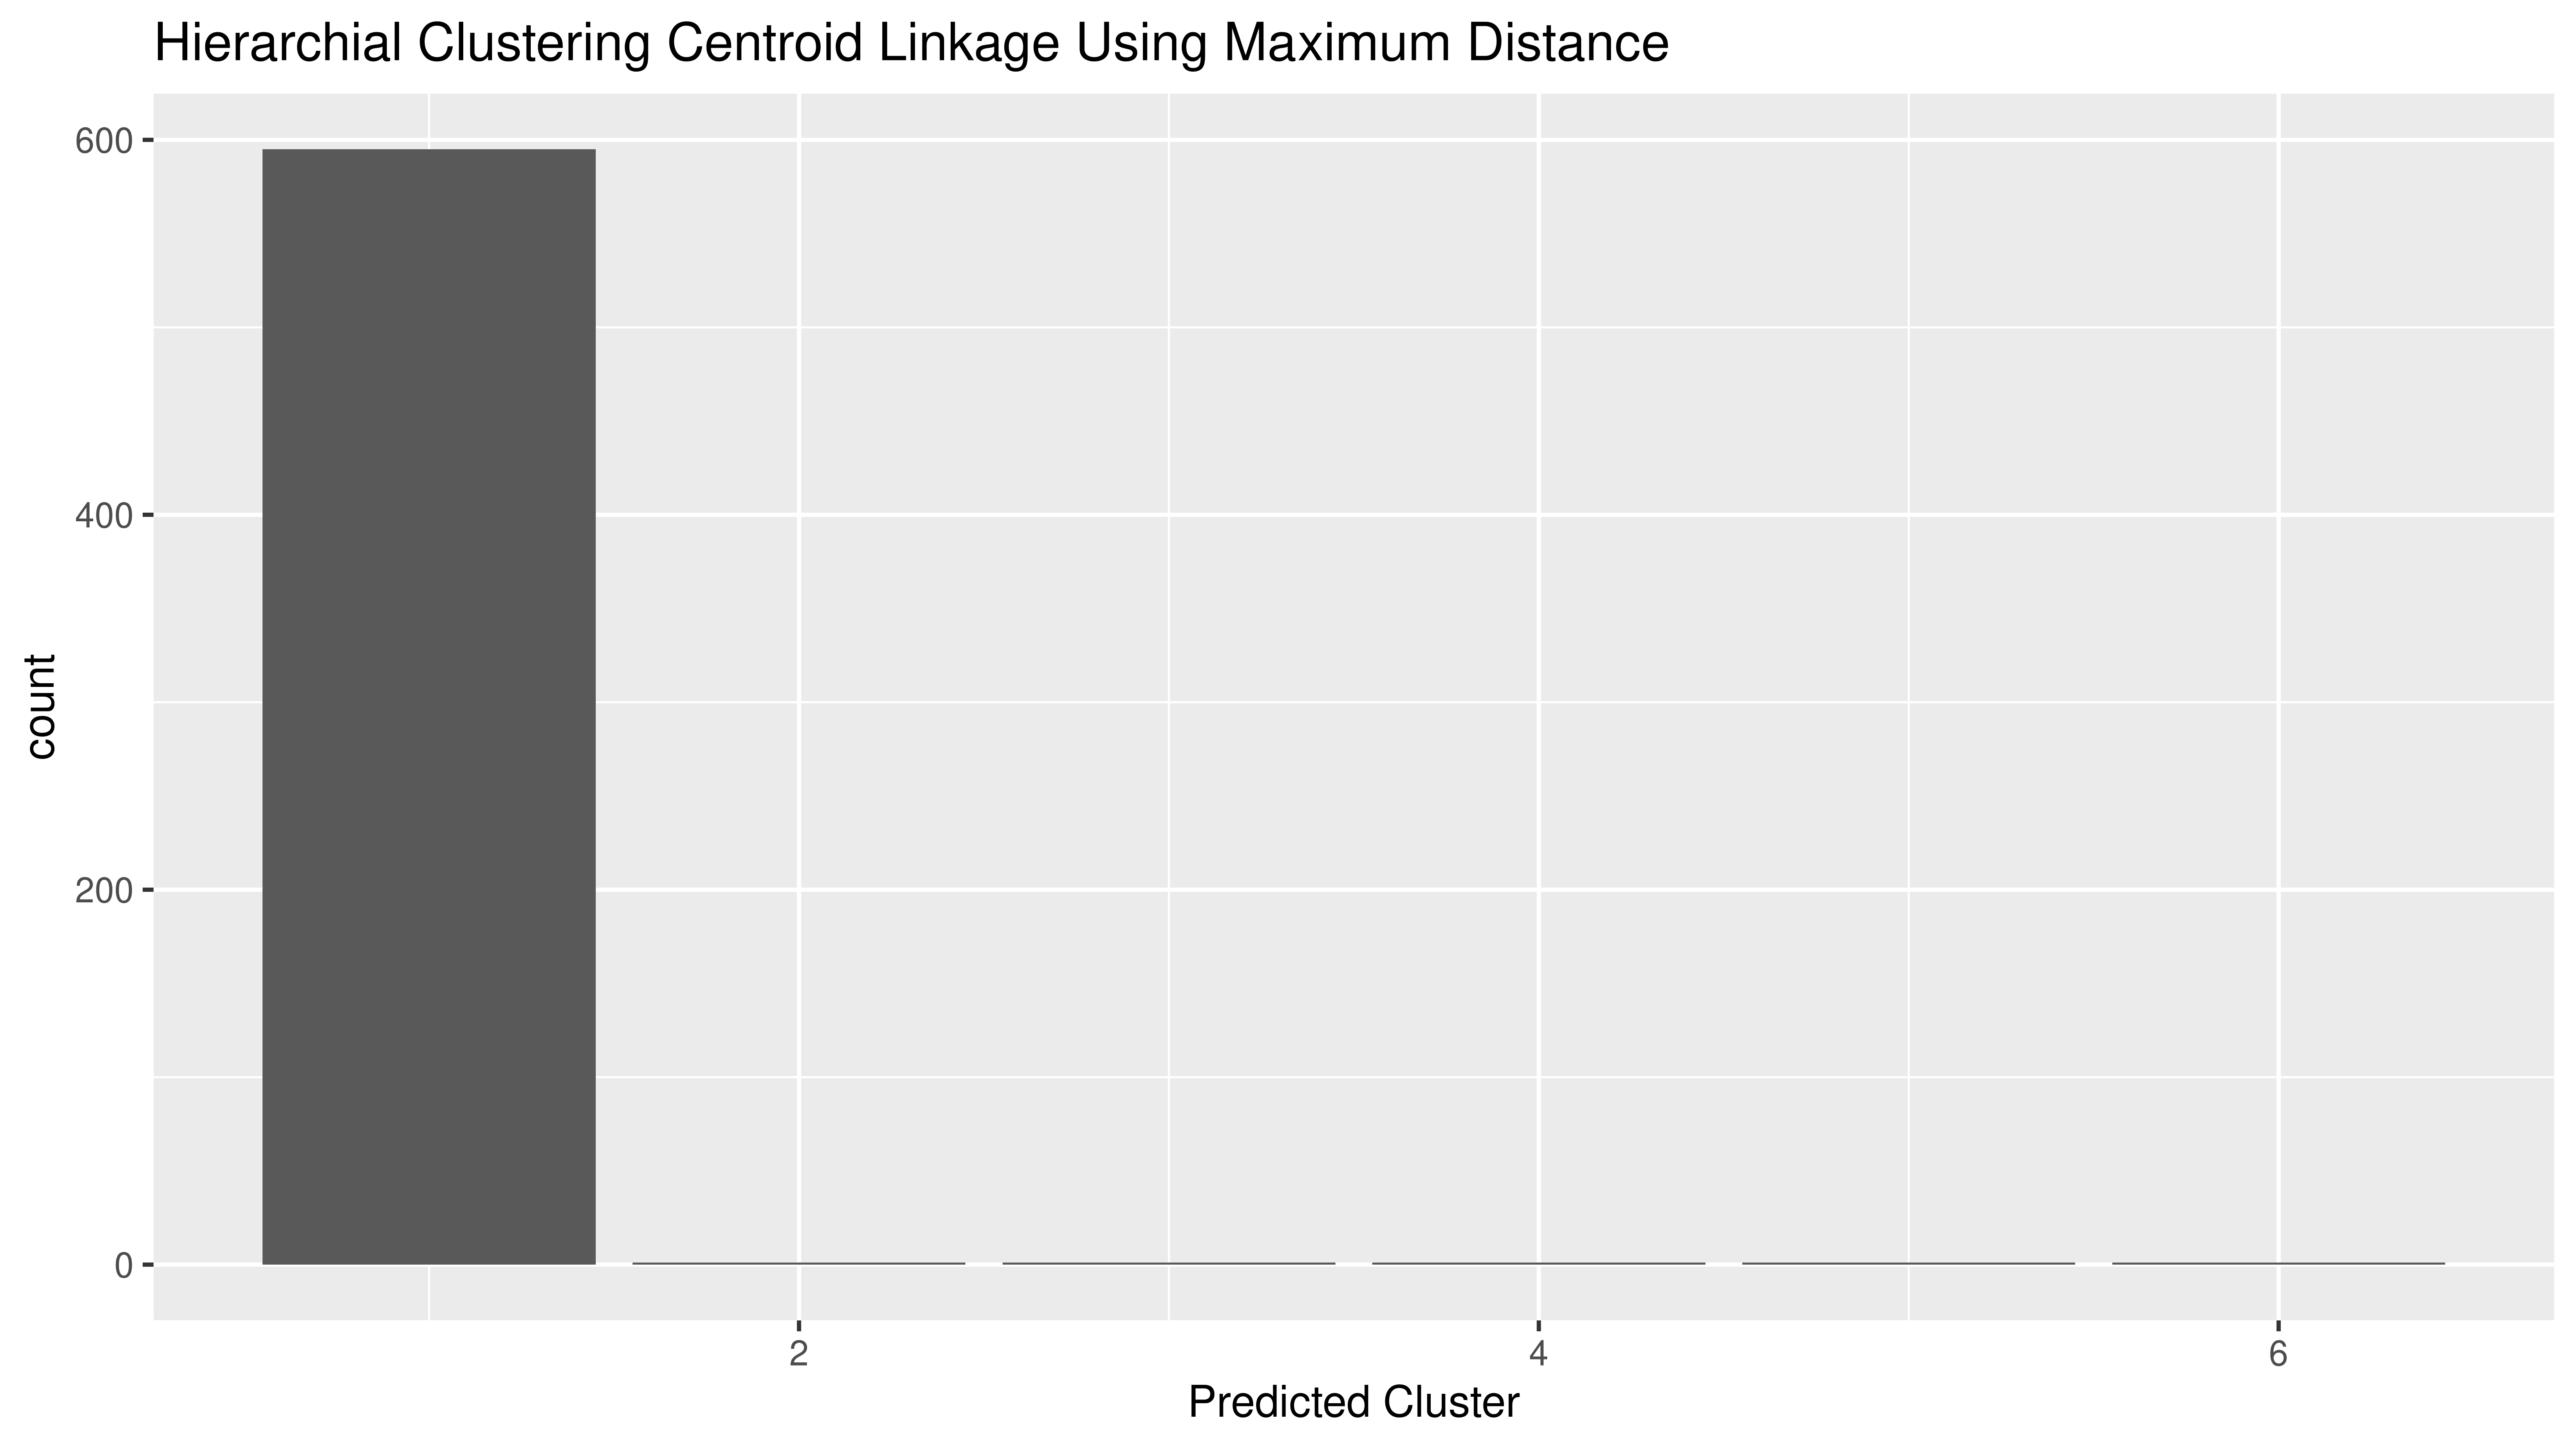 Hierarchial Clustering Centroid Linkage Using Maximum Distance
600
400
200
0
count
2
4
6
Predicted Cluster